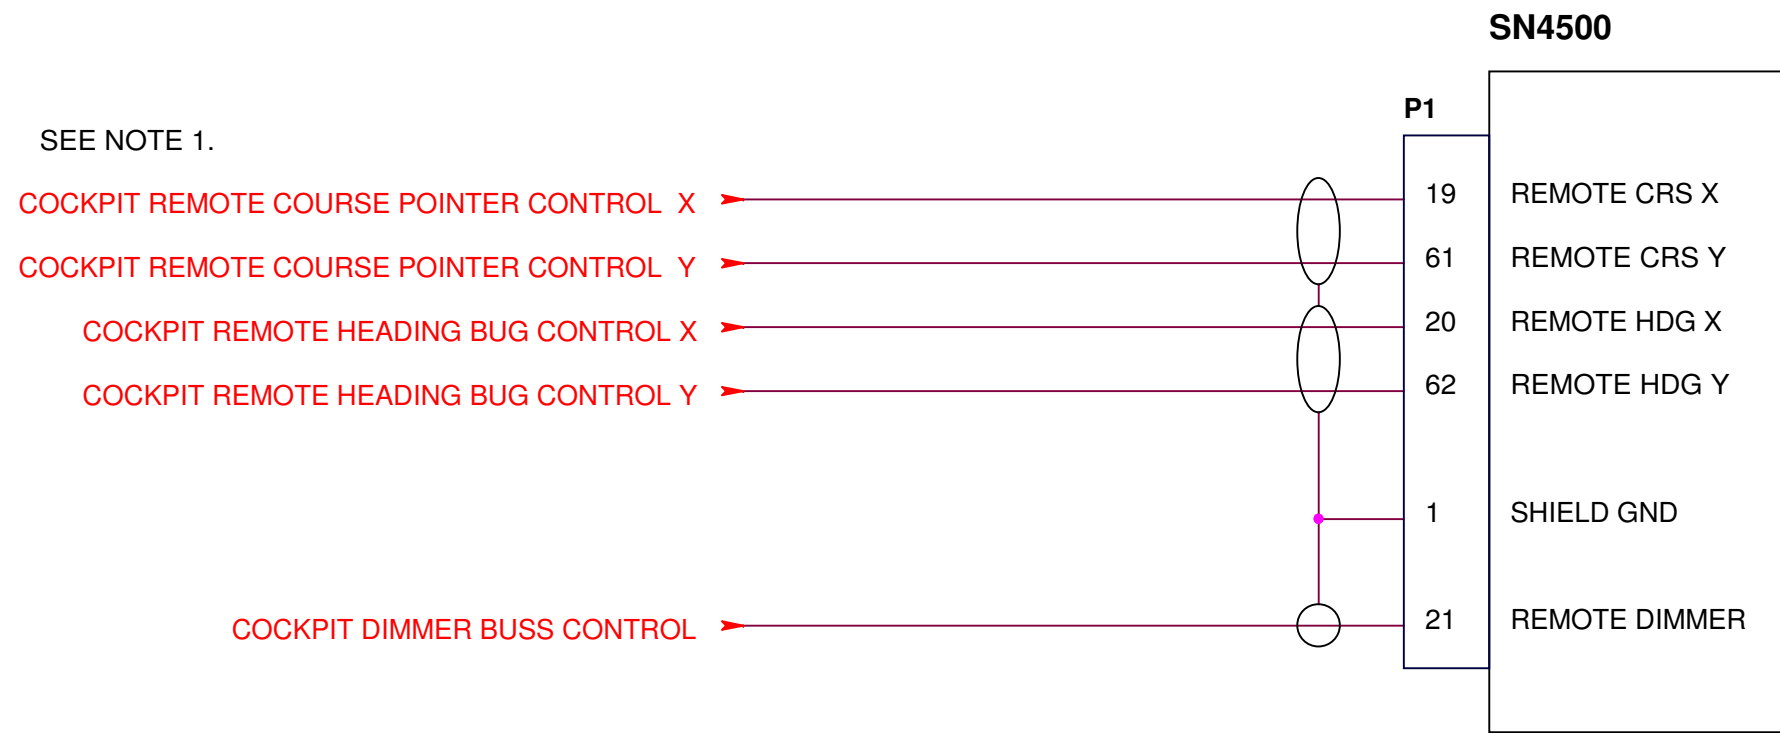 SN4500
P1
SEE NOTE 1.
COCKPIT REMOTE COURSE POINTER CONTROL X 19 REMOTE CRS X
COCKPIT REMOTE COURSE POINTER CONTROL Y 61 REMOTE CRS Y
COCKPIT REMOTE HEADING BUG CONTROL X 20 REMOTE HDG X
COCKPIT REMOTE HEADING BUG CONTROL Y 62 REMOTE HDG Y
1 SHIELD GND
COCKPIT DIMMER BUSS CONTROL 21 REMOTE DIMMER